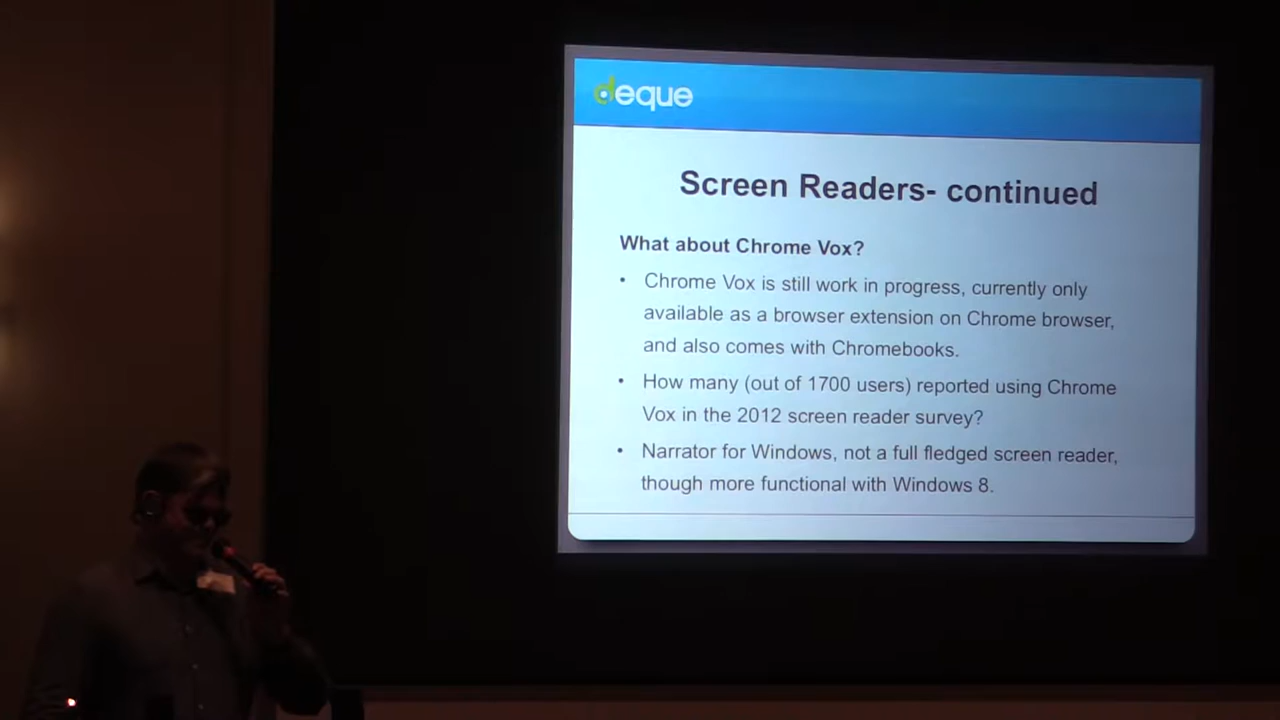 deque
Screen Readers- continued
What about Chrome Vox?
• Chrome Vox is still work in progress, currently only
available as a browser extension on Chrome browser,
and also comes with Chromebooks.
• How many (out of 1700 users) reported using Chrome
Vox in the 2012 screen reader survey?
• Narrator for Windows, not a full fledged screen reader,
though more functional with Windows 8.